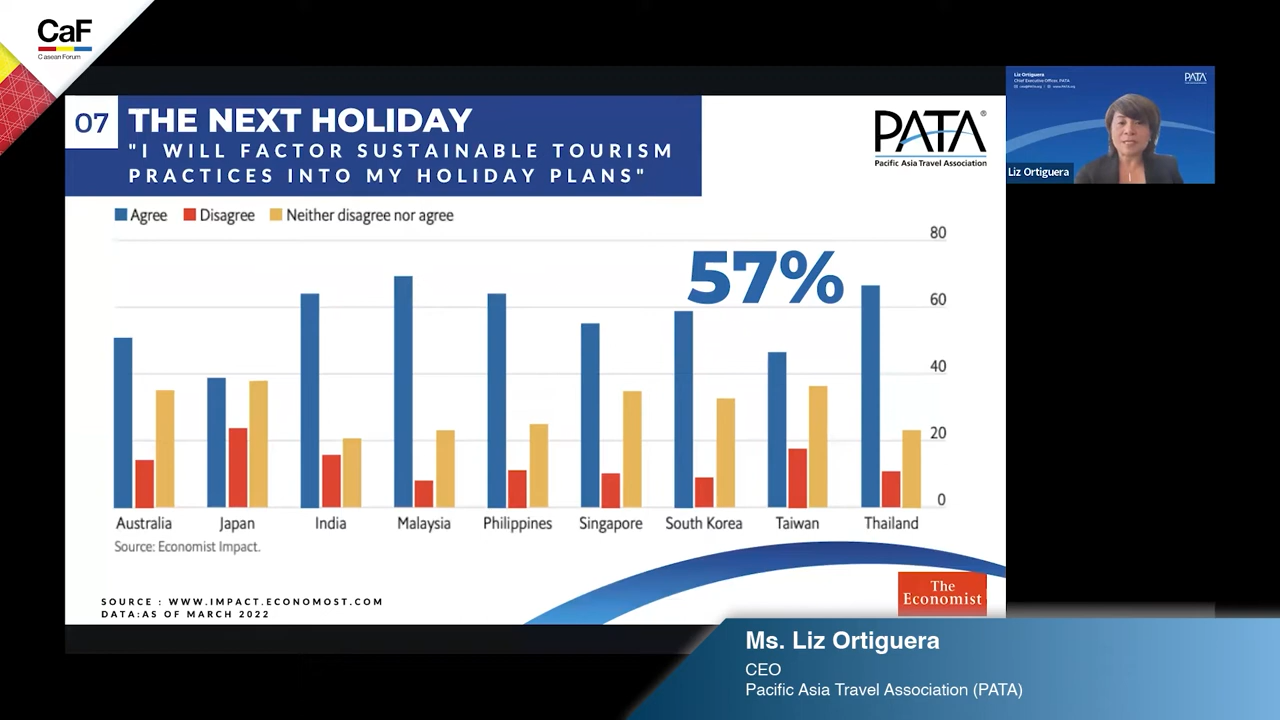 CaF
C asean Forum
07
THE NEXT HOLIDAY
"I WILL FACTOR SUSTAINABLE TOURISM
PRACTICES INTO MY HOLIDAY PLANS"
PATA®
Pacific Asia Travel Association
Liz Ortiguera
Chief Executive Officer, PATA
PATA
Liz Ortiguera
Agree Disagree Neither disagree nor agree
57%
80
60
40
20
0
Australia Japan India Malaysia Philippines Singapore South Korea Taiwan Thailand
Source: Economist Impact.
SOURCE : WWW.IMPACT.ECONOMOST.COM
DATA:AS OF MARCH 2022
The
Economist
Ms. Liz Ortiguera
CEO
Pacific Asia Travel Association (PATA)